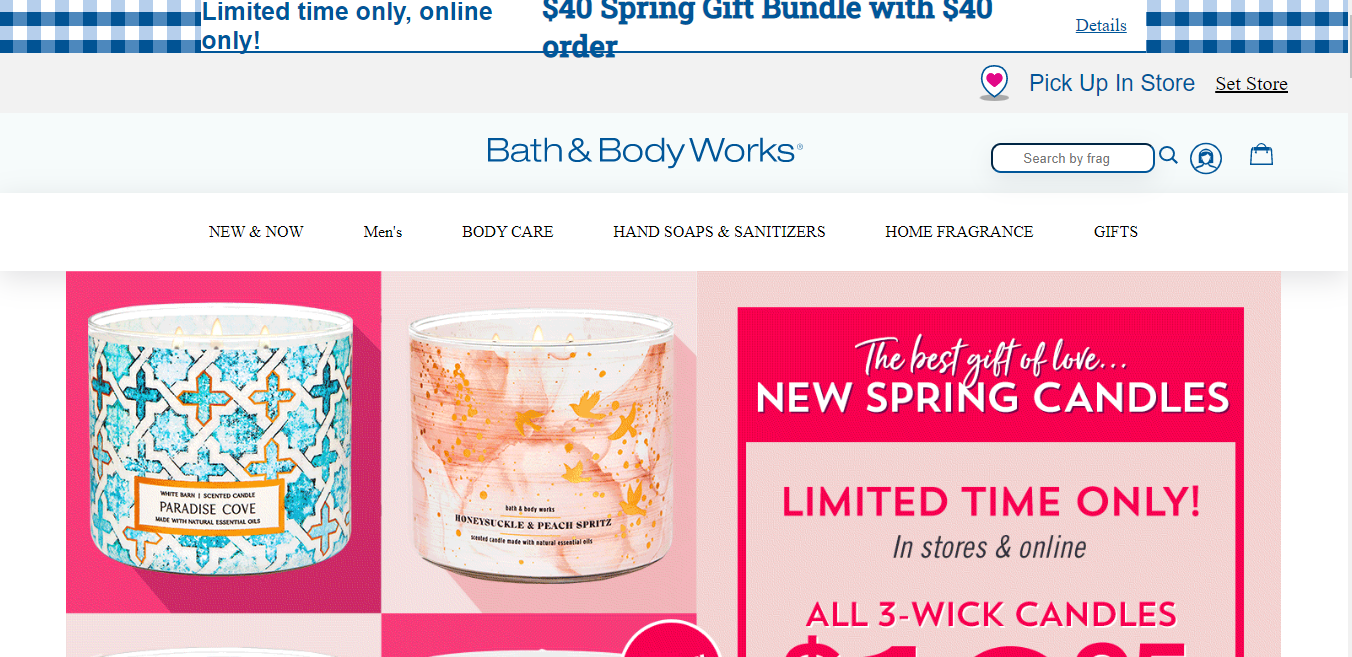 Limited time only, online
only!
$40 Spring Gift Bundle with $40
order
Details
Pick Up In Store
Set Store
Bath & Body Works®
Search by frag
NEW & NOW
Men's
BODY CARE
HAND SOAPS & SANITIZERS
HOME FRAGRANCE
GIFTS
WHITE BARN | SCENTED CANDLE
PARADISE COVE
MADE WITH NATURAL ESSENTIAL OILS
bath & body works
HONEYSUCKLE & PEACH SPRITZ
scented candle made with natural essential oils
The best gift of love...
NEW SPRING CANDLES
LIMITED TIME ONLY!
In stores & online
ALL 3-WICK CANDLES